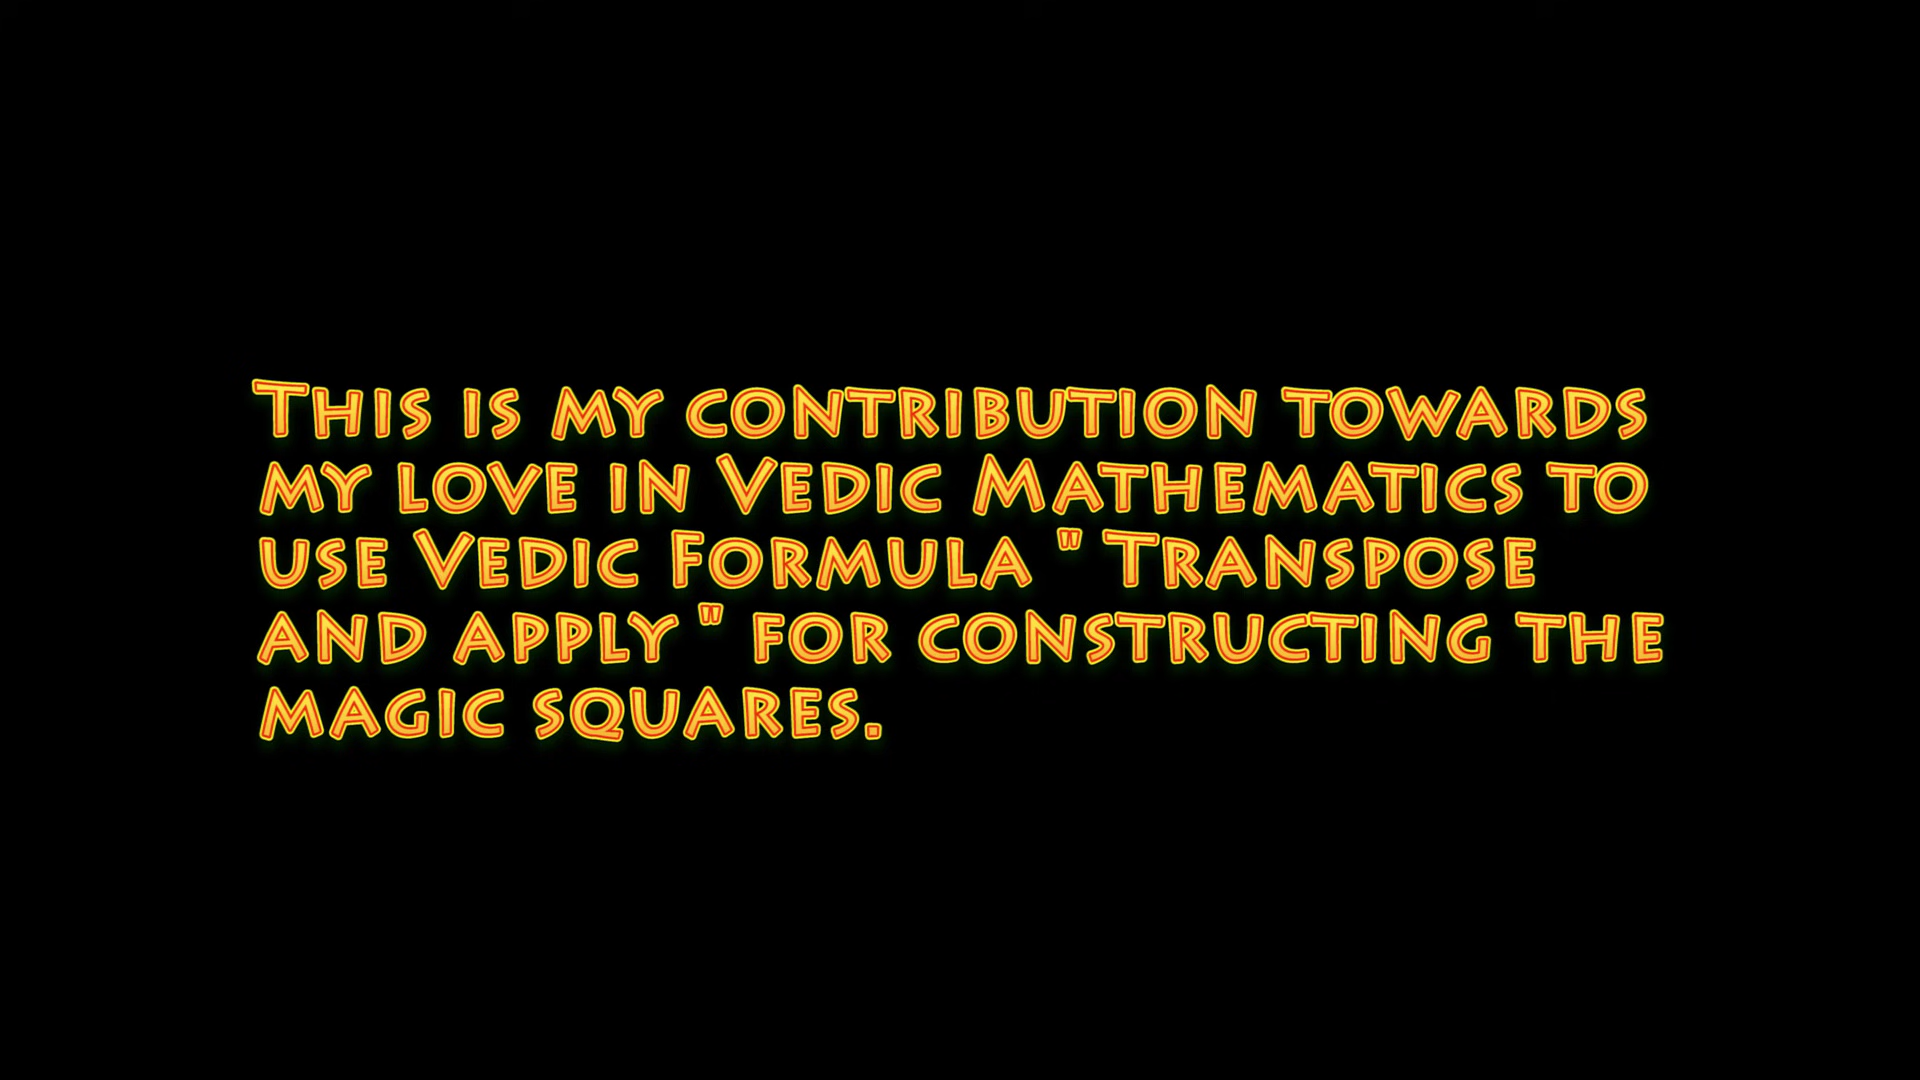 This is my contribution towards
my love in Vedic Mathematics to
use Vedic Formula " Transpose
and apply " for constructing the
magic squares.